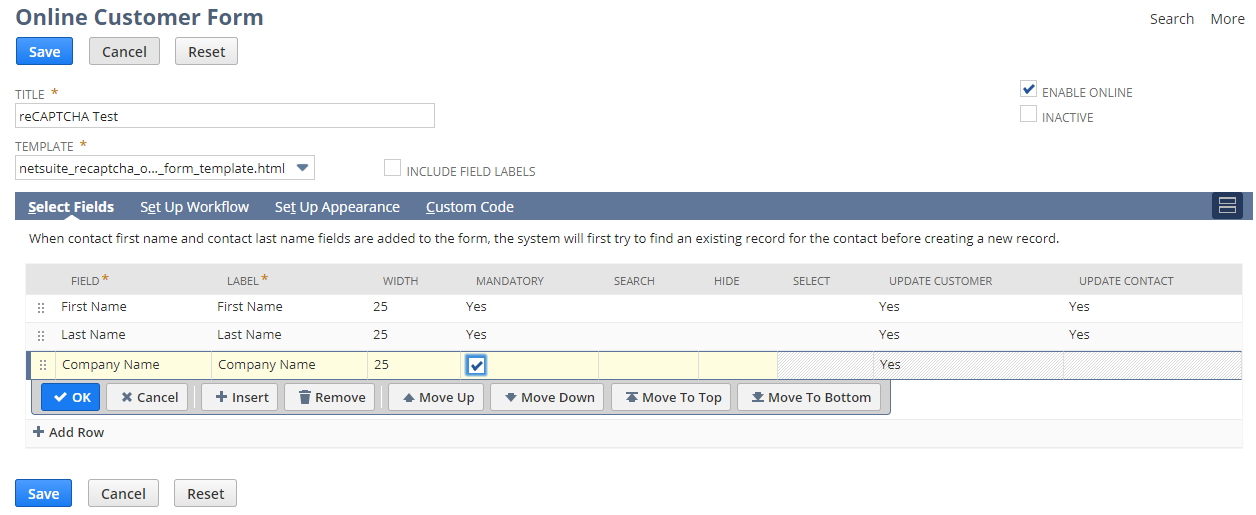 Online Customer Form
Search More
Save Cancel Reset
TITLE *
reCAPTCHA Test
ENABLE ONLINE
INACTIVE
TEMPLATE *
netsuite_recaptcha_o..._form_template.html
INCLUDE FIELD LABELS
Select Fields Set Up Workflow Set Up Appearance Custom Code
When contact first name and contact last name fields are added to the form, the system will first try to find an existing record for the contact before creating a new record.
FIELD * LABEL * WIDTH MANDATORY SEARCH HIDE SELECT UPDATE CUSTOMER UPDATE CONTACT
First Name First Name 25 Yes Yes Yes
Last Name Last Name 25 Yes Yes Yes
Company Name Company Name 25 Yes
OK Cancel Insert Remove Move Up Move Down Move To Top Move To Bottom
Add Row
Save Cancel Reset